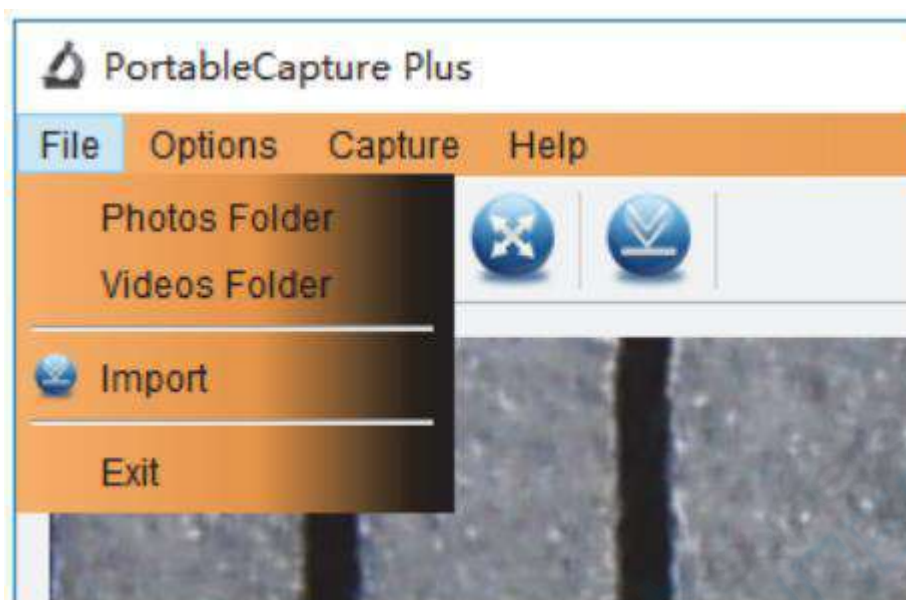 PortableCapture Plus
File Options Capture Help
Photos Folder
Videos Folder
Import
Exit